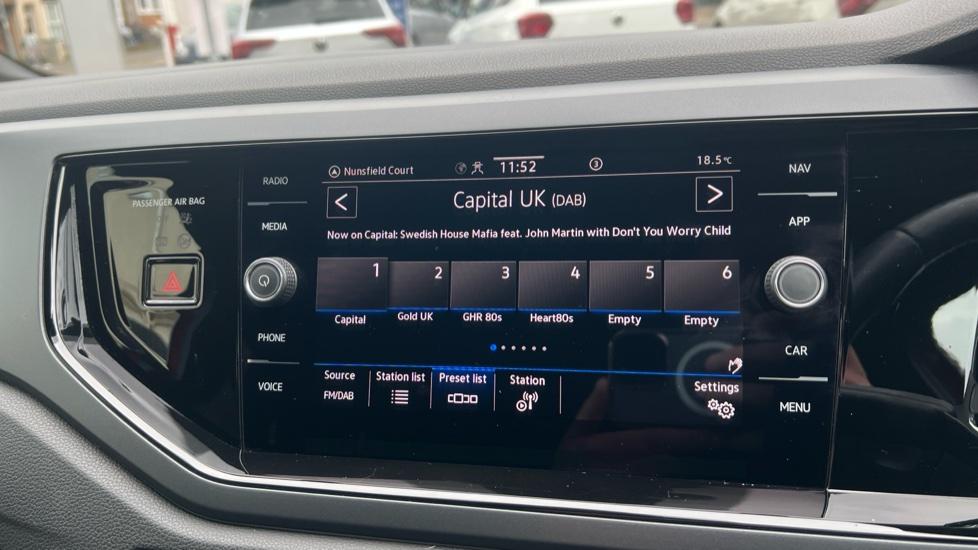 PASSENGER AIR BAG
RADIO
MEDIA
PHONE
VOICE
Nunsfield Court
11:52
3
18.5°C
<
Capital UK (DAB)
>
Now on Capital: Swedish House Mafia feat. John Martin with Don't You Worry Child
1 2 3 4 5 6
Capital Gold UK GHR 80s Heart80s Empty Empty
Source Station list Preset list Station Settings
FM/DAB
NAV
APP
CAR
MENU